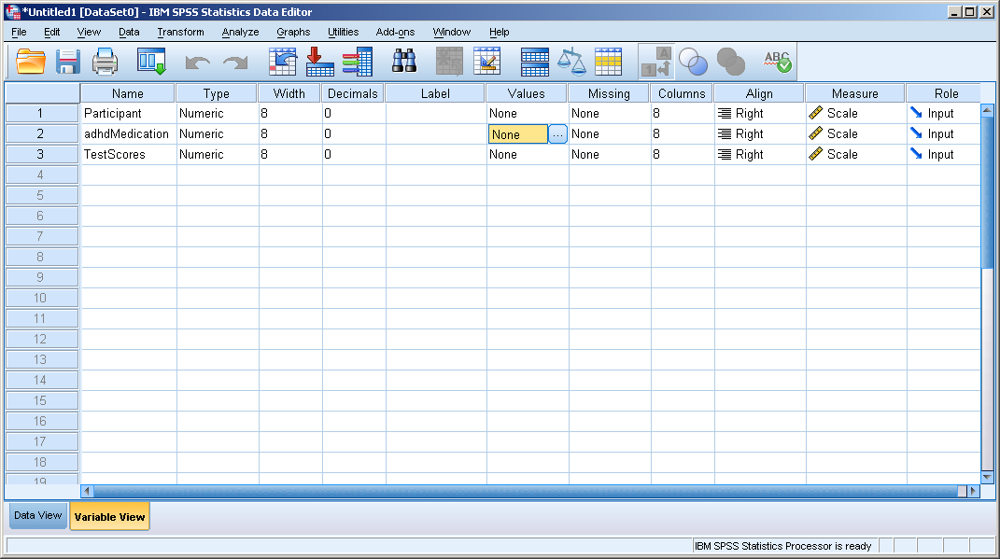 *Untitled1 [DataSet0] - IBM SPSS Statistics Data Editor
File Edit View Data Transform Analyze Graphs Utilities Add-ons Window Help
1 A ABC
Name Type Width Decimals Label Values Missing Columns Align Measure Role
1 Participant Numeric 8 0 None None 8 Right Scale Input
2 adhdMedication Numeric 8 0 None ... None 8 Right Scale Input
3 TestScores Numeric 8 0 None None 8 Right Scale Input
4
5
6
7
8
9
10
11
12
13
14
15
16
17
18
19
Data View Variable View
IBM SPSS Statistics Processor is ready